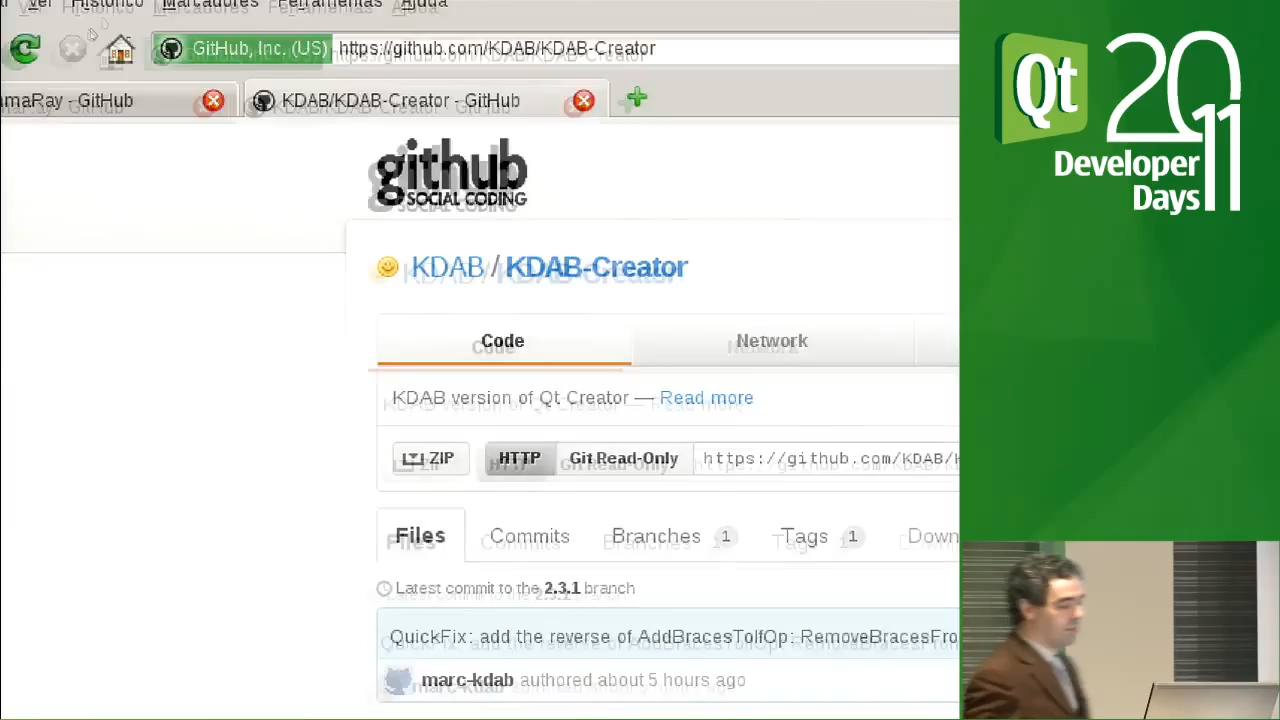 Ver Histórico Marcadores Ferramentas Ajuda
GitHub, Inc. (US) https://github.com/KDAB/KDAB-Creator
maRay - GitHub KDAB/KDAB-Creator - GitHub
github
SOCIAL CODING
KDAB / KDAB-Creator
Code Network
KDAB version of Qt Creator — Read more
ZIP HTTP Git Read-Only https://github.com/KDAB/K
Files Commits Branches 1 Tags 1 Down
Latest commit to the 2.3.1 branch
QuickFix: add the reverse of AddBracesToIfOp: RemoveBracesFro
marc-kdab authored about 5 hours ago
Qt 2011
Developer
Days